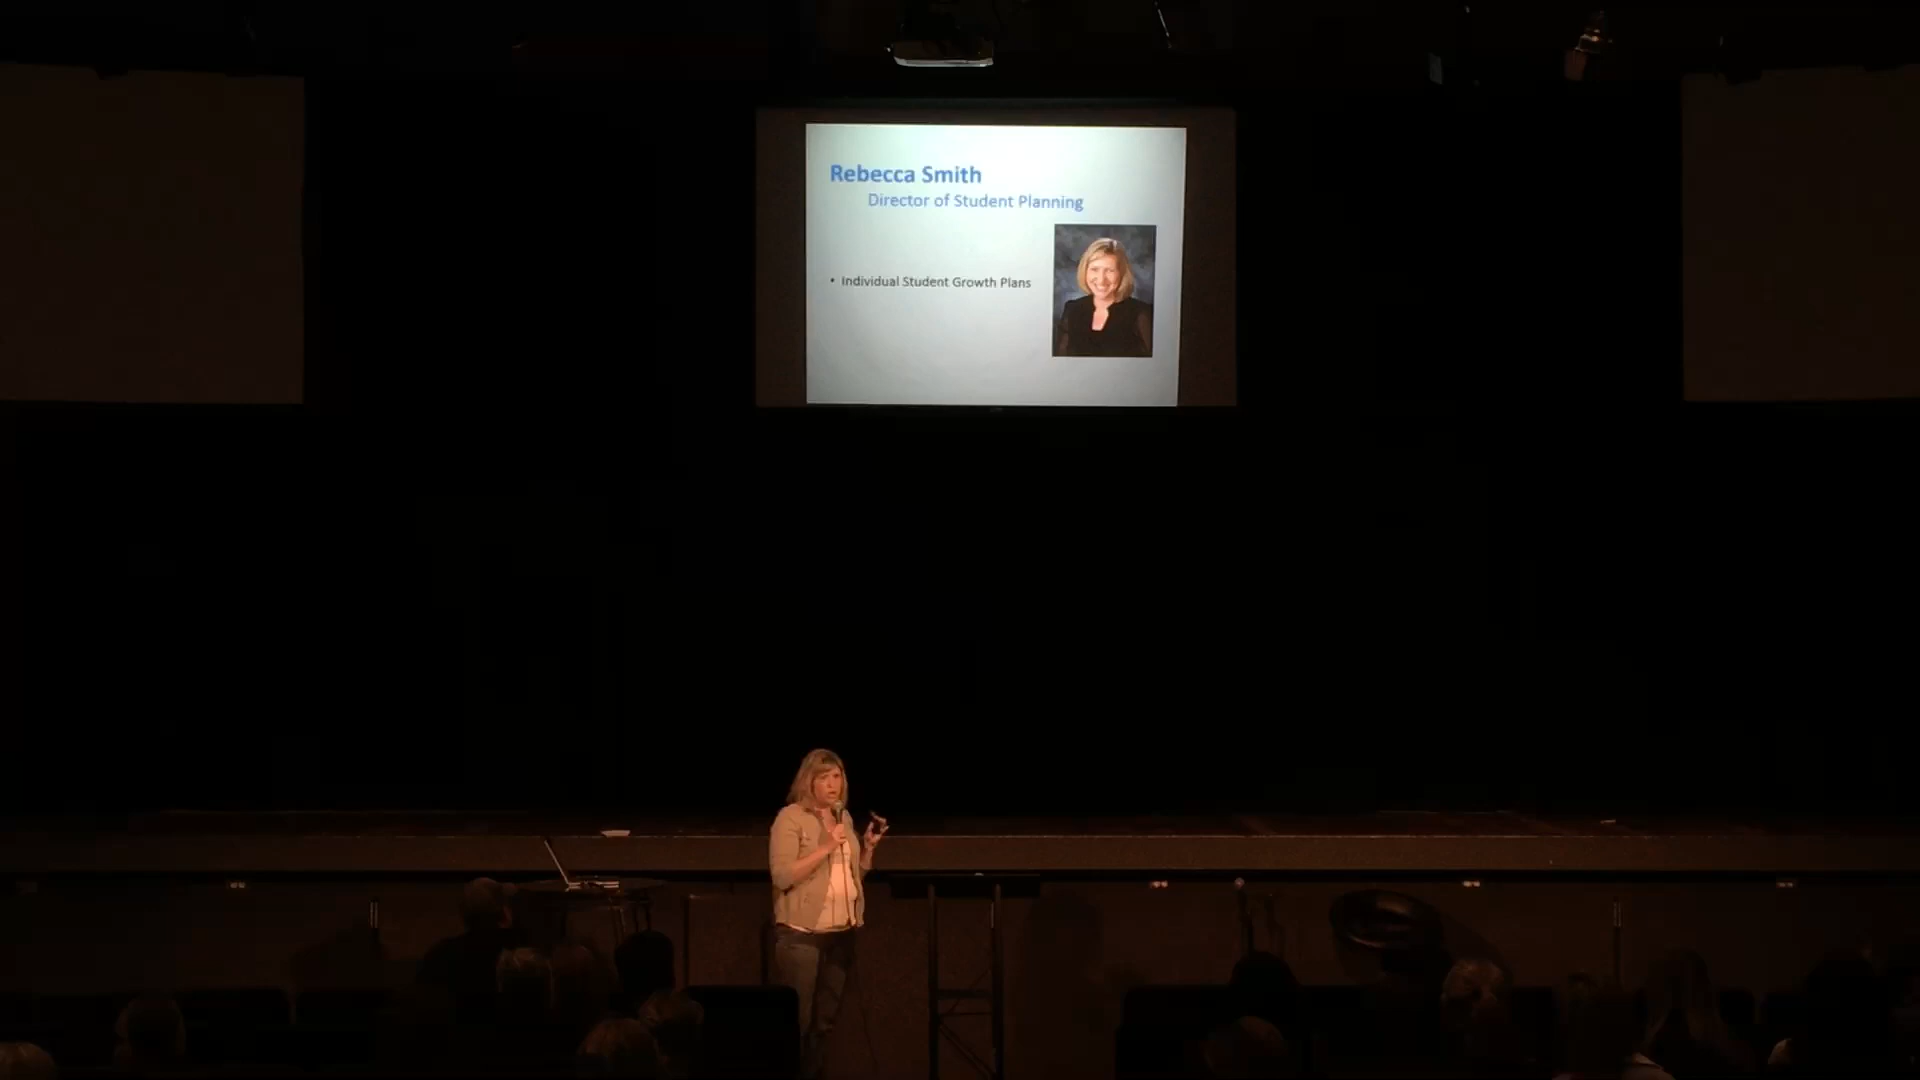 Rebecca Smith
Director of Student Planning
• Individual Student Growth Plans